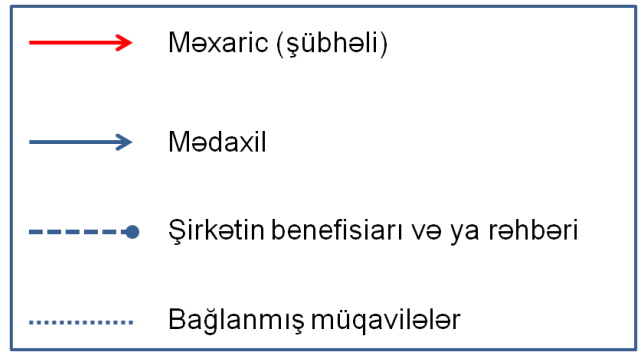 Məxaric (şübhəli)
Mədaxil
Şirkətin benefisiarı və ya rəhbəri
Bağlanmış müqavilələr